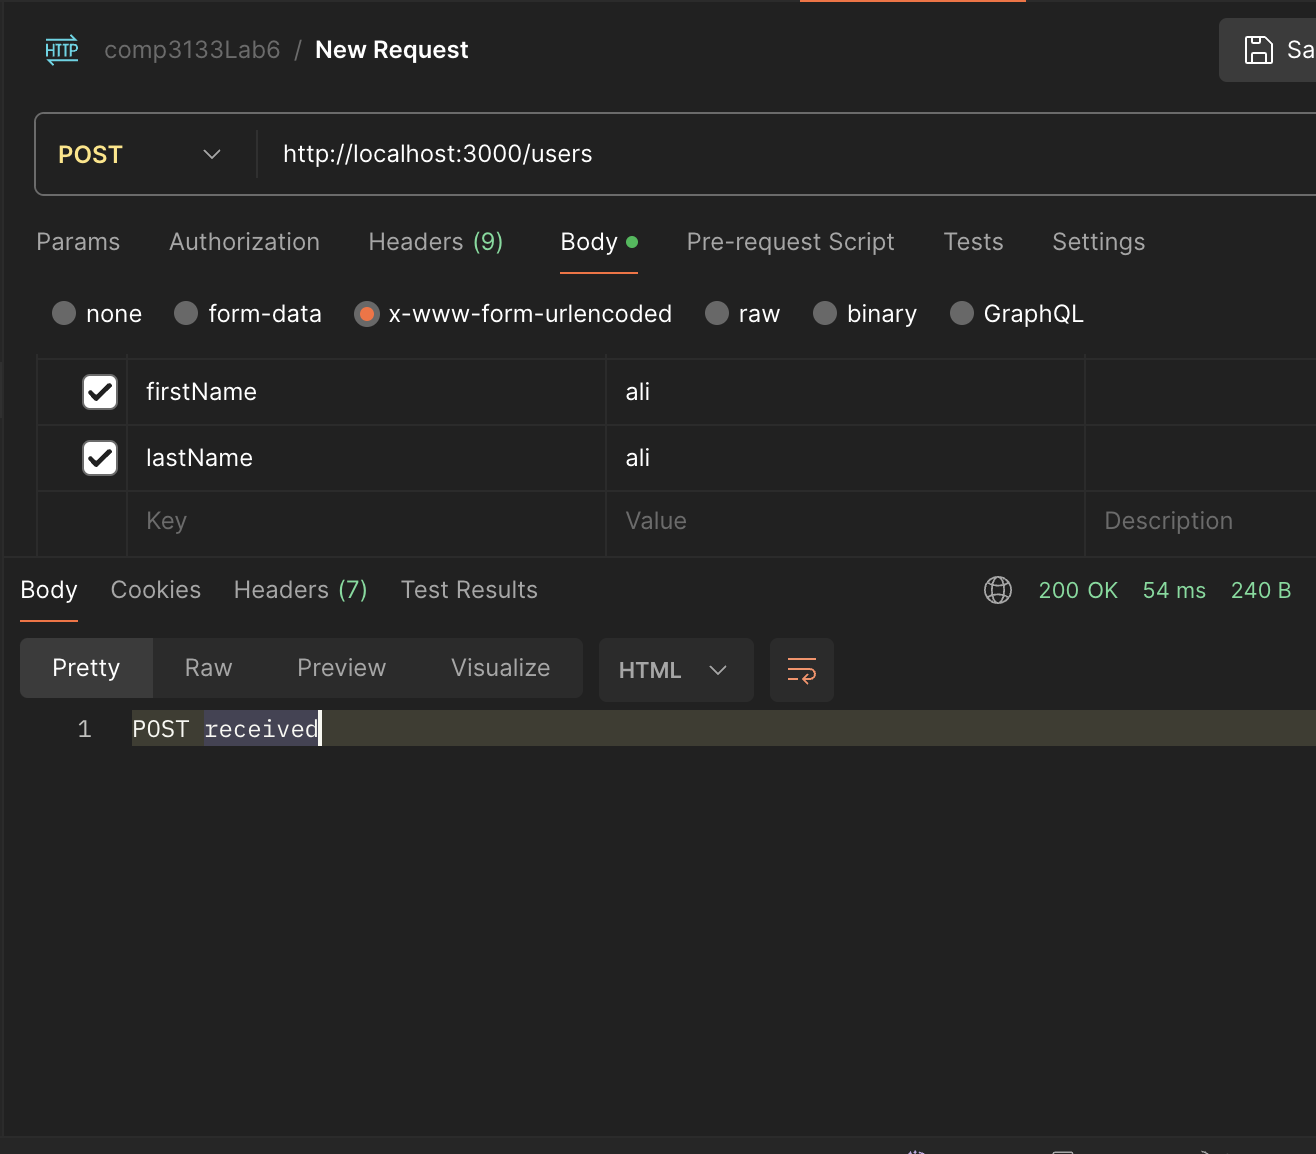 HTTP comp3133Lab6 / New Request Sa
POST http://localhost:3000/users
Params Authorization Headers (9) Body Pre-request Script Tests Settings
none form-data x-www-form-urlencoded raw binary GraphQL
firstName ali
lastName ali
Key Value Description
Body Cookies Headers (7) Test Results 200 OK 54 ms 240 B
Pretty Raw Preview Visualize HTML
1 POST received